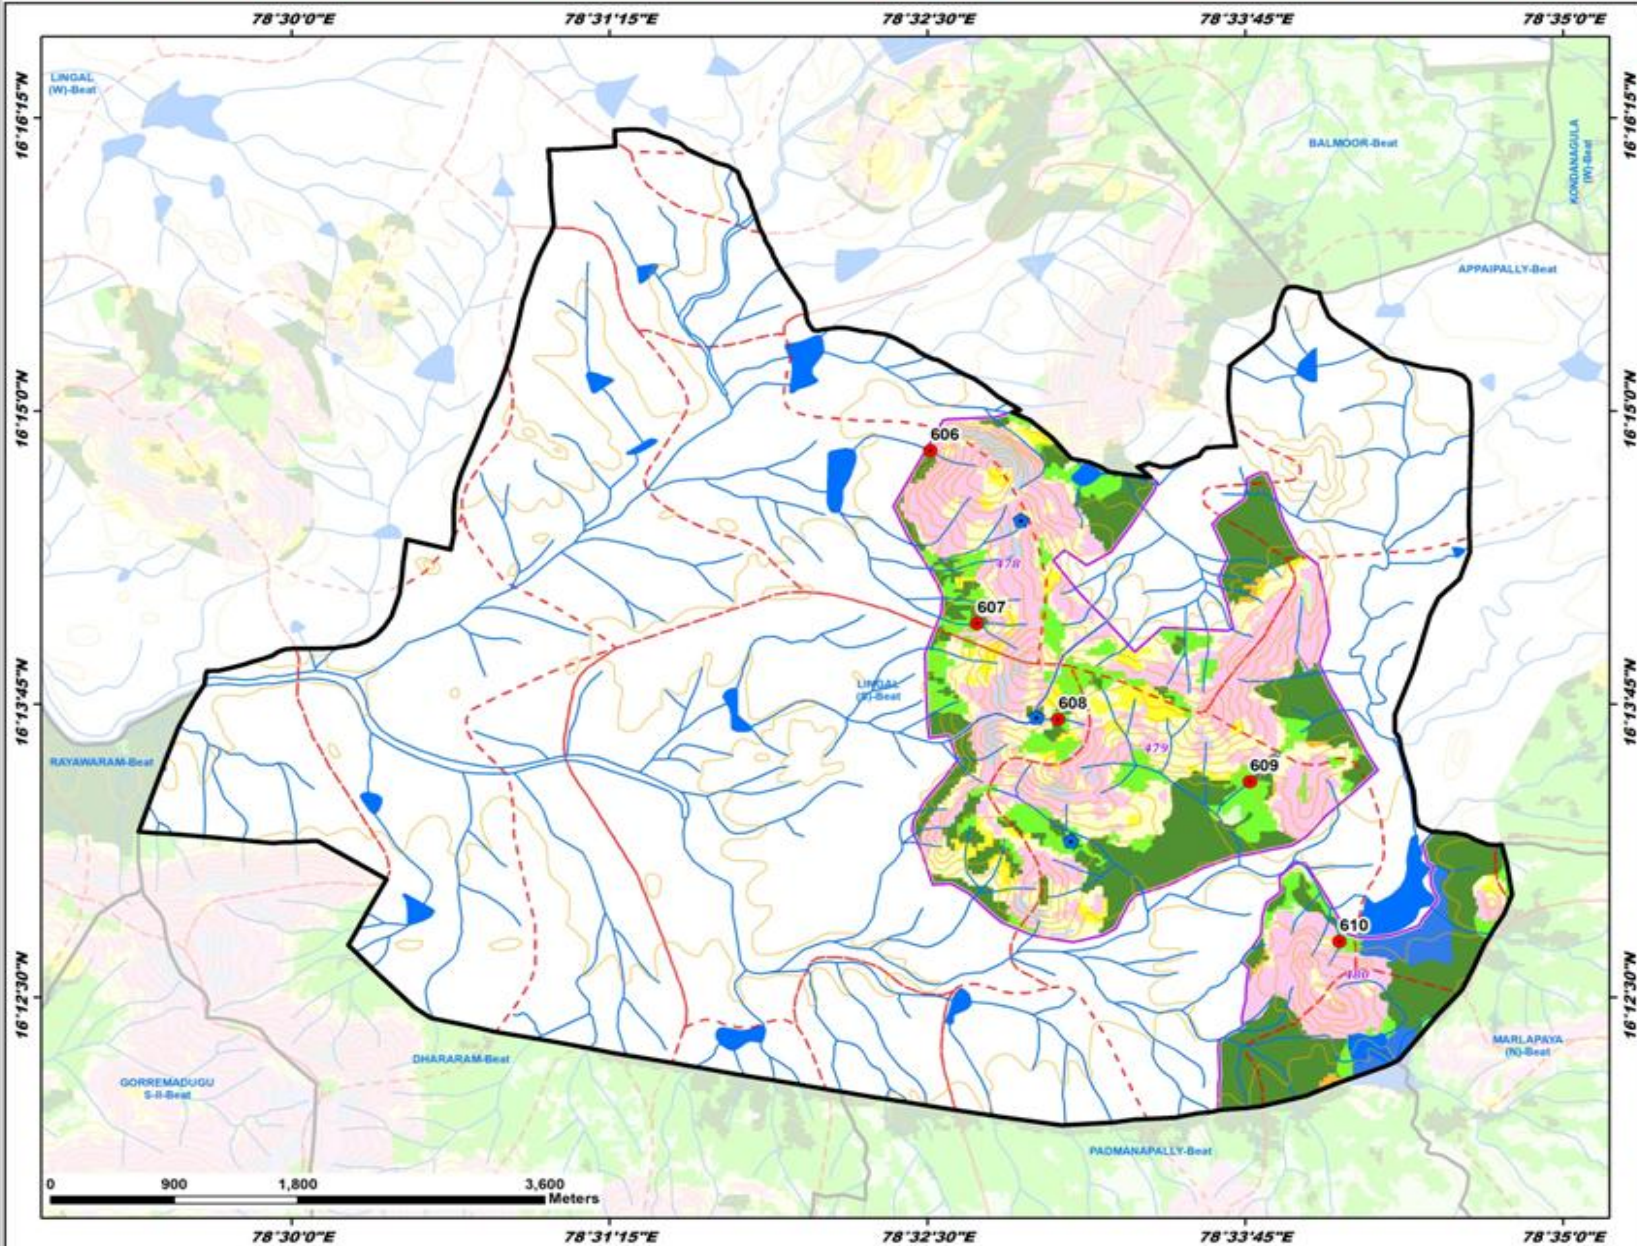 78°30'0"E 78°31'15"E 78°32'30"E 78°33'45"E 78°35'0"E
16°16'15"N
16°16'15"N
LINGAL
(W)-Beat
BALMOOR-Beat
KONDANAGULA
(W)-Beat
APPAIPALLY-Beat
16°15'0"N
16°15'0"N
606
478
607
LINGAL
(S)-Beat
16°13'45"N
16°13'45"N
608
479
RAYAWARAM-Beat
609
610
480
16°12'30"N
16°12'30"N
MARLAPAYA
(N)-Beat
DHARARAM-Beat
GORREMADUGU
S-II-Beat
PADMANAPALLY-Beat
0 900 1,800 3,600
Meters
78°30'0"E 78°31'15"E 78°32'30"E 78°33'45"E 78°35'0"E